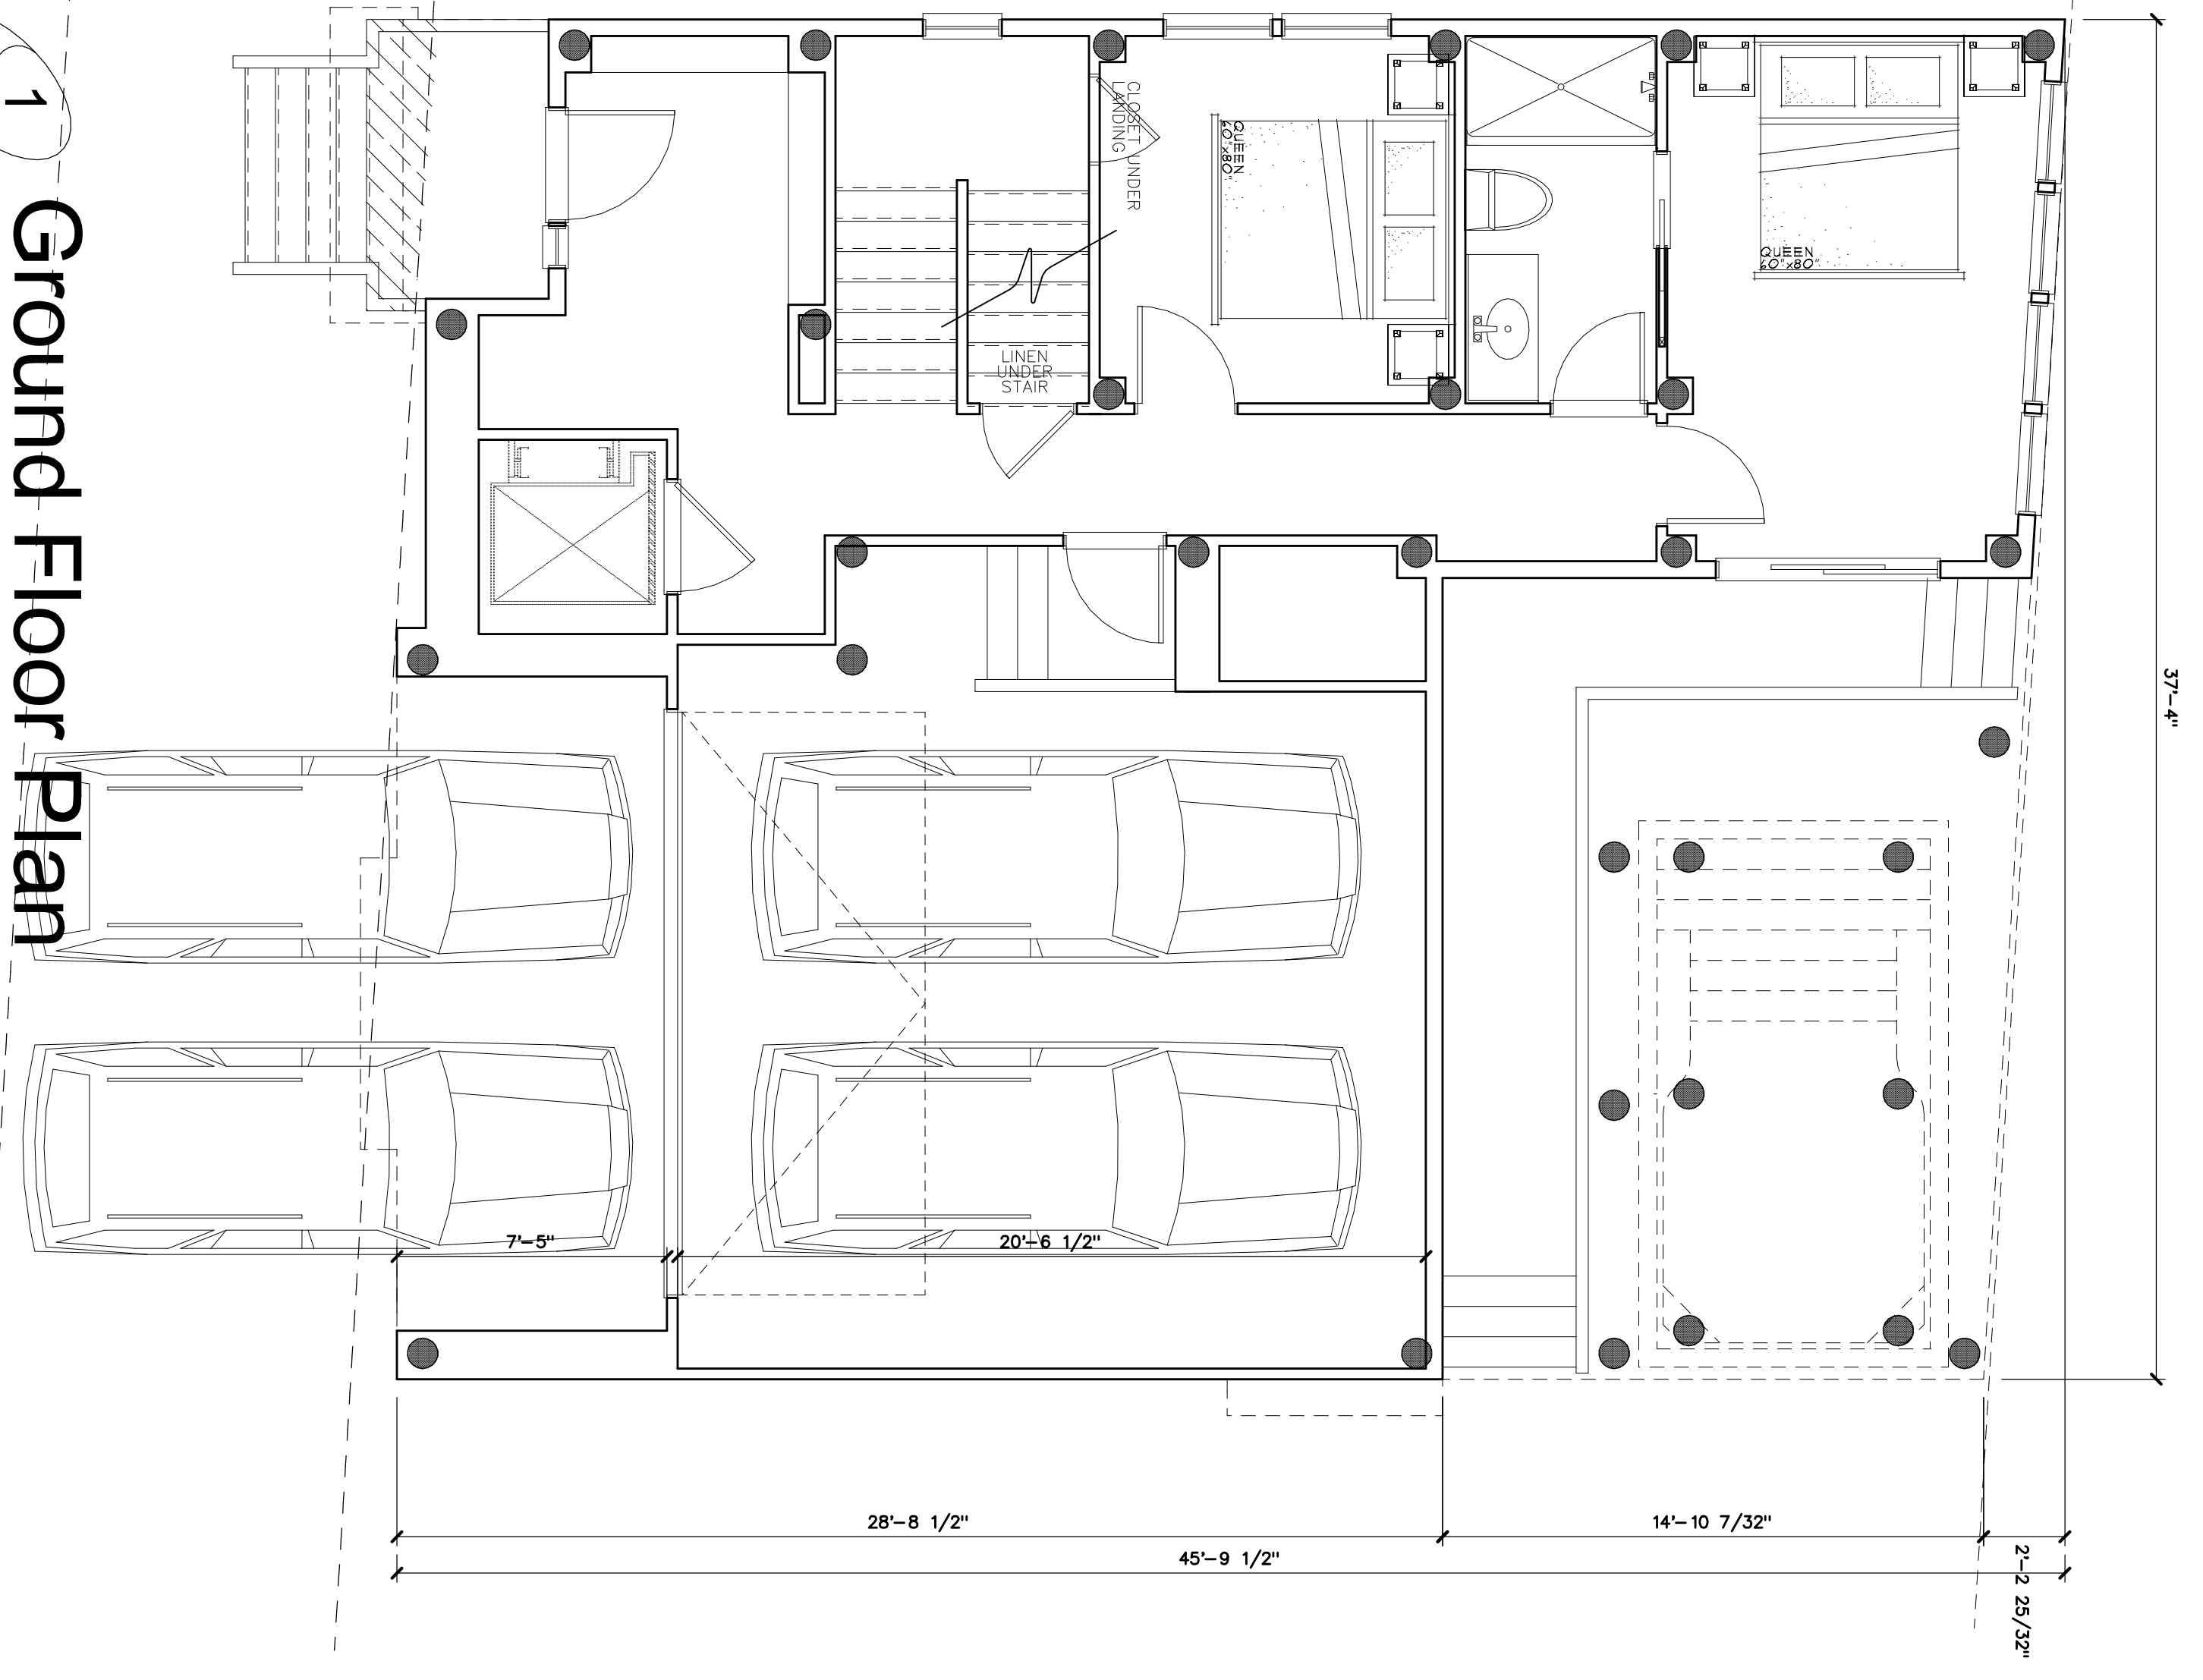 1
Ground Floor Plan
CLOSET UNDER
LANDING
QUEEN
60"x80"
QUEEN
60"x80"
LINEN
UNDER
STAIR
37'-4"
7'-5"
20'-6 1/2"
28'-8 1/2"
14'-10 7/32"
45'-9 1/2"
2'-2 25/32"